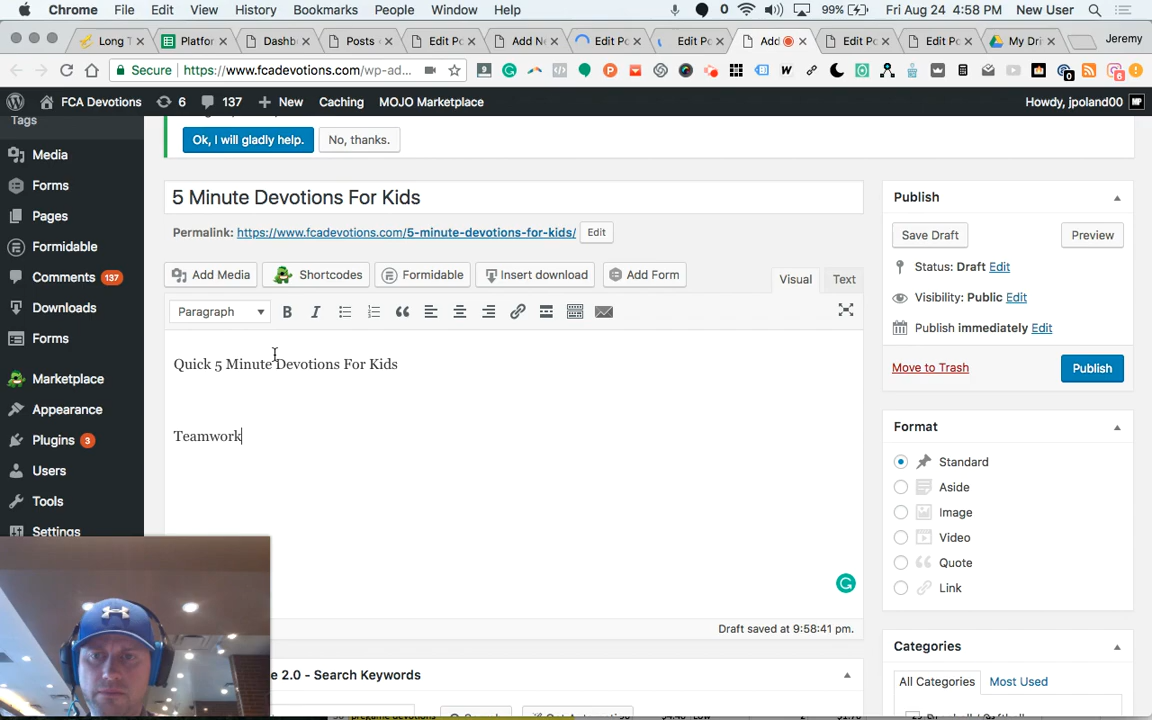 Chrome File Edit View History Bookmarks People Window Help 0 99% Fri Aug 24 4:58 PM New User
Long T Platfor Dashb Posts Edit Po Add Ne Edit Po Edit Po Add Edit Po Edit Po My Dri Jeremy
Secure https://www.fcadevotions.com/wp-ad...
FCA Devotions 6 137 New Caching MOJO Marketplace Howdy, jpoland00
Tags
Ok, I will gladly help. No, thanks.
Media
Forms
Pages
Formidable
Comments 137
Downloads
Forms
Marketplace
Appearance
Plugins 3
Users
Tools
Settings
5 Minute Devotions For Kids
Permalink: https://www.fcadevotions.com/5-minute-devotions-for-kids/ Edit
Add Media Shortcodes Formidable Insert download Add Form
Visual Text
Paragraph B I
Quick 5 Minute Devotions For Kids
Teamwork
Draft saved at 9:58:41 pm.
e 2.0 - Search Keywords
Publish
Save Draft Preview
Status: Draft Edit
Visibility: Public Edit
Publish immediately Edit
Move to Trash Publish
Format
Standard
Aside
Image
Video
Quote
Link
Categories
All Categories Most Used